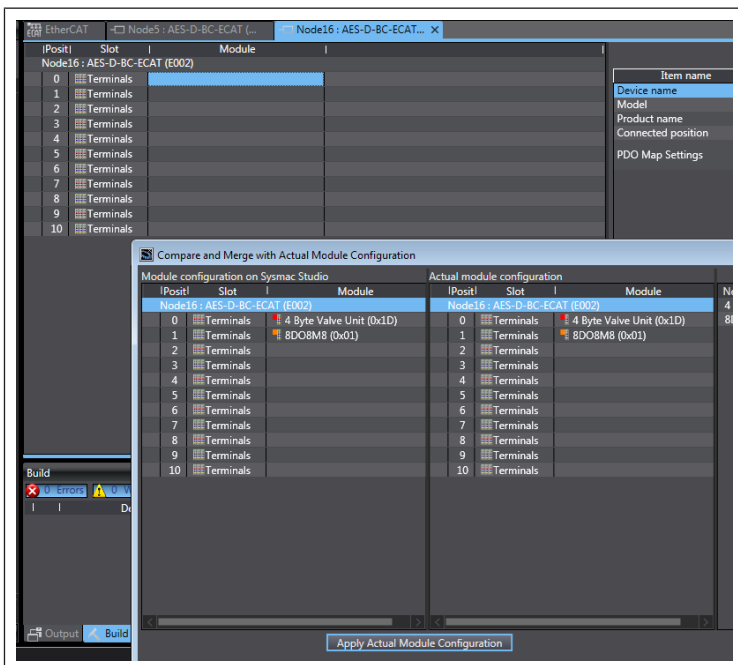 EtherCAT Node5 : AES-D-BC-ECAT (... Node16 : AES-D-BC-ECAT...
Posit Slot Module
Node16 : AES-D-BC-ECAT (E002)
0 Terminals
1 Terminals
2 Terminals
3 Terminals
4 Terminals
5 Terminals
6 Terminals
7 Terminals
8 Terminals
9 Terminals
10 Terminals
Item name
Device name
Model
Product name
Connected position
PDO Map Settings
Compare and Merge with Actual Module Configuration
Module configuration on Sysmac Studio
Posit Slot Module
Node16 : AES-D-BC-ECAT (E002)
0 Terminals 4 Byte Valve Unit (0x1D)
1 Terminals 8DO8M8 (0x01)
2 Terminals
3 Terminals
4 Terminals
5 Terminals
6 Terminals
7 Terminals
8 Terminals
9 Terminals
10 Terminals
Actual module configuration
Posit Slot Module
Node16 : AES-D-BC-ECAT (E002)
0 Terminals 4 Byte Valve Unit (0x1D)
1 Terminals 8DO8M8 (0x01)
2 Terminals
3 Terminals
4 Terminals
5 Terminals
6 Terminals
7 Terminals
8 Terminals
9 Terminals
10 Terminals
4
Build
0 Errors 0
Output Build
Apply Actual Module Configuration